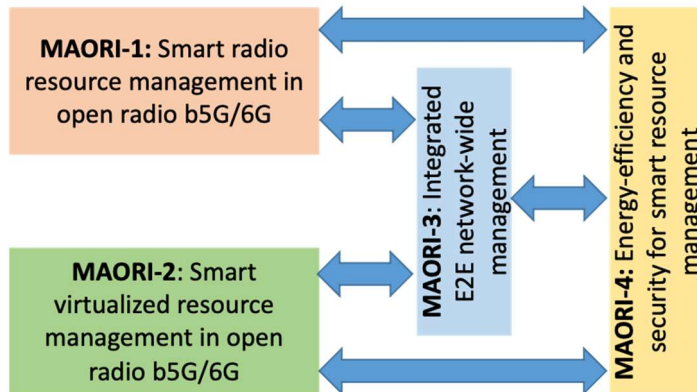 MAORI-1: Smart radio
resource management in
open radio b5G/6G
MAORI-2: Smart
virtualized resource
management in open
radio b5G/6G
MAORI-3: Integrated
E2E network-wide
management
MAORI-4: Energy-efficiency and
security for smart resource
management